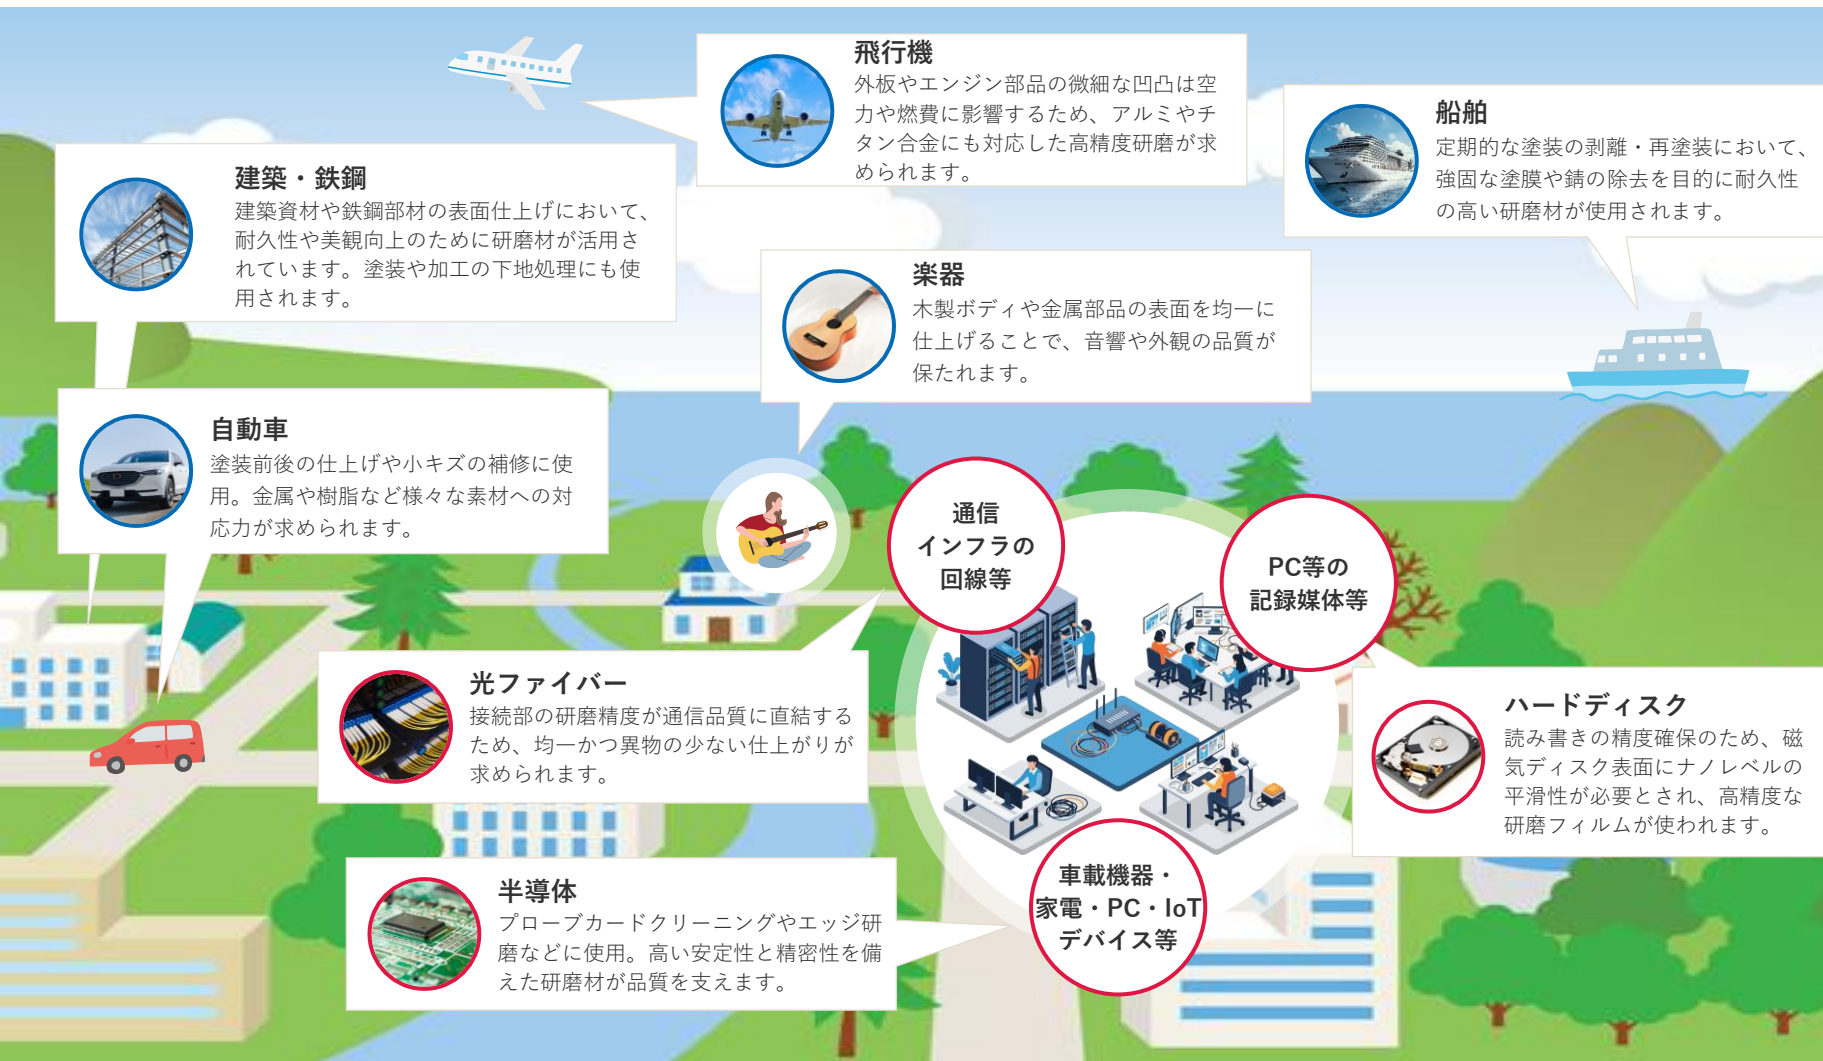 飛行機
外板やエンジン部品の微細な凹凸は空
力や燃費に影響するため、アルミやチ
タン合金にも対応した高精度研磨が求
められます。
船舶
定期的な塗装の剥離・再塗装において、
強固な塗膜や錆の除去を目的に耐久性
の高い研磨材が使用されます。
建築・鉄鋼
建築資材や鉄鋼部材の表面仕上げにおいて、
耐久性や美観向上のために研磨材が活用さ
れています。塗装や加工の下地処理にも使
用されます。
楽器
木製ボディや金属部品の表面を均一に
仕上げることで、音響や外観の品質が
保たれます。
自動車
塗装前後の仕上げや小キズの補修に使
用。金属や樹脂など様々な素材への対
応力が求められます。
通信
インフラの
回線等
PC等の
記録媒体等
光ファイバー
接続部の研磨精度が通信品質に直結する
ため、均一かつ異物の少ない仕上がりが
求められます。
ハードディスク
読み書きの精度確保のため、磁
気ディスク表面にナノレベルの
平滑性が必要とされ、高精度な
研磨フィルムが使われます。
半導体
プローブカードクリーニングやエッジ研
磨などに使用。高い安定性と精密性を備
えた研磨材が品質を支えます。
車載機器・
家電・PC・IoT
デバイス等